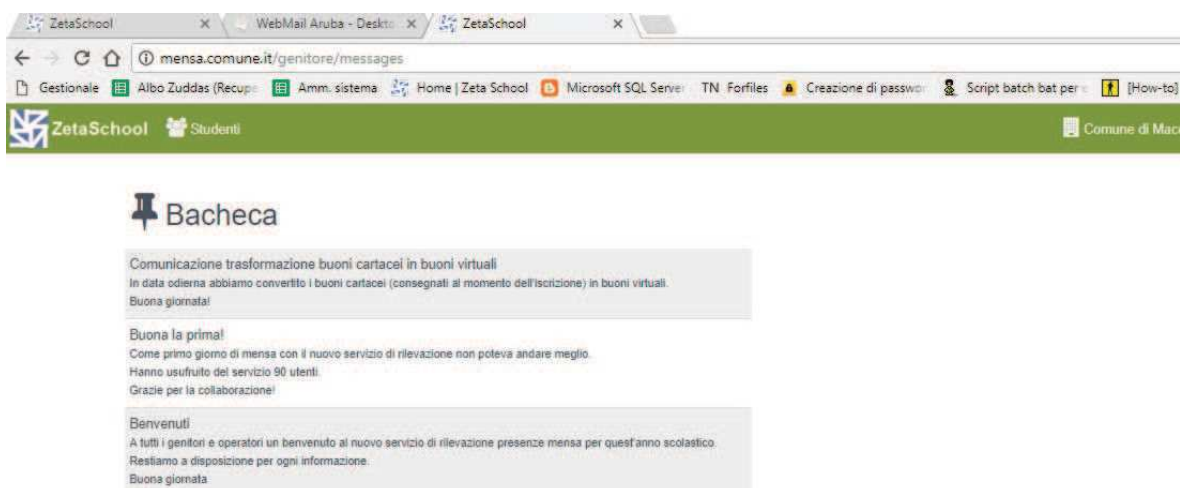 ZetaSchool
WebMail Aruba - Deskto
ZetaSchool
mensa.comune.it/genitore/messages
Gestionale
Albo Zuddas (Recupe
Amm. sistema
Home | Zeta School
Microsoft SQL Server
TN Forfiles
Creazione di passwor
Script batch bat per
[How-to]
ZetaSchool
Studenti
Comune di Mac
Bacheca
Comunicazione trasformazione buoni cartacei in buoni virtuali
In data odierna abbiamo convertito i buoni cartacei (consegnati al momento dell'iscrizione) in buoni virtuali.
Buona giornata!
Buona la prima!
Come primo giorno di mensa con il nuovo servizio di rilevazione non poteva andare meglio.
Hanno usufruito del servizio 90 utenti.
Grazie per la collaborazione!
Benvenuti
A tutti i genitori e operatori un benvenuto al nuovo servizio di rilevazione presenze mensa per quest'anno scolastico.
Restiamo a disposizione per ogni informazione.
Buona giornata